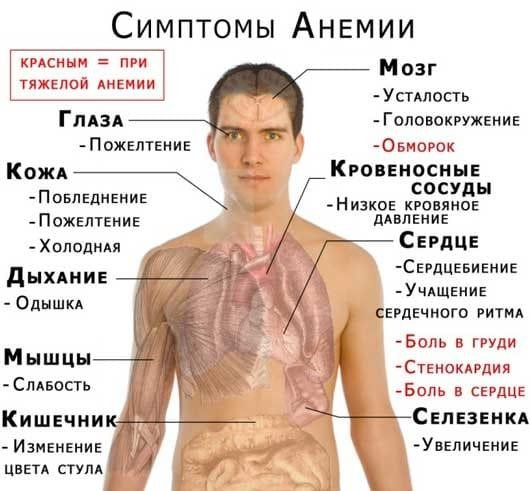 Симптомы Анемии
красным = при
тяжелой анемии
Глаза
-Пожелтение
Кожа
-Побледнение
-Пожелтение
-Холодная
Дыхание
- Одышка
Мышцы
-Слабость
Кишечник
- Изменение
цвета стула
Мозг
-Усталость
-Головокружение
-Обморок
Кровеносные
сосуды
-Низкое кровяное
давление
Сердце
-Сердцебиение
-Учащение
сердечного ритма
-Боль в груди
-Стенокардия
-Боль в сердце
Селезенка
-Увеличение